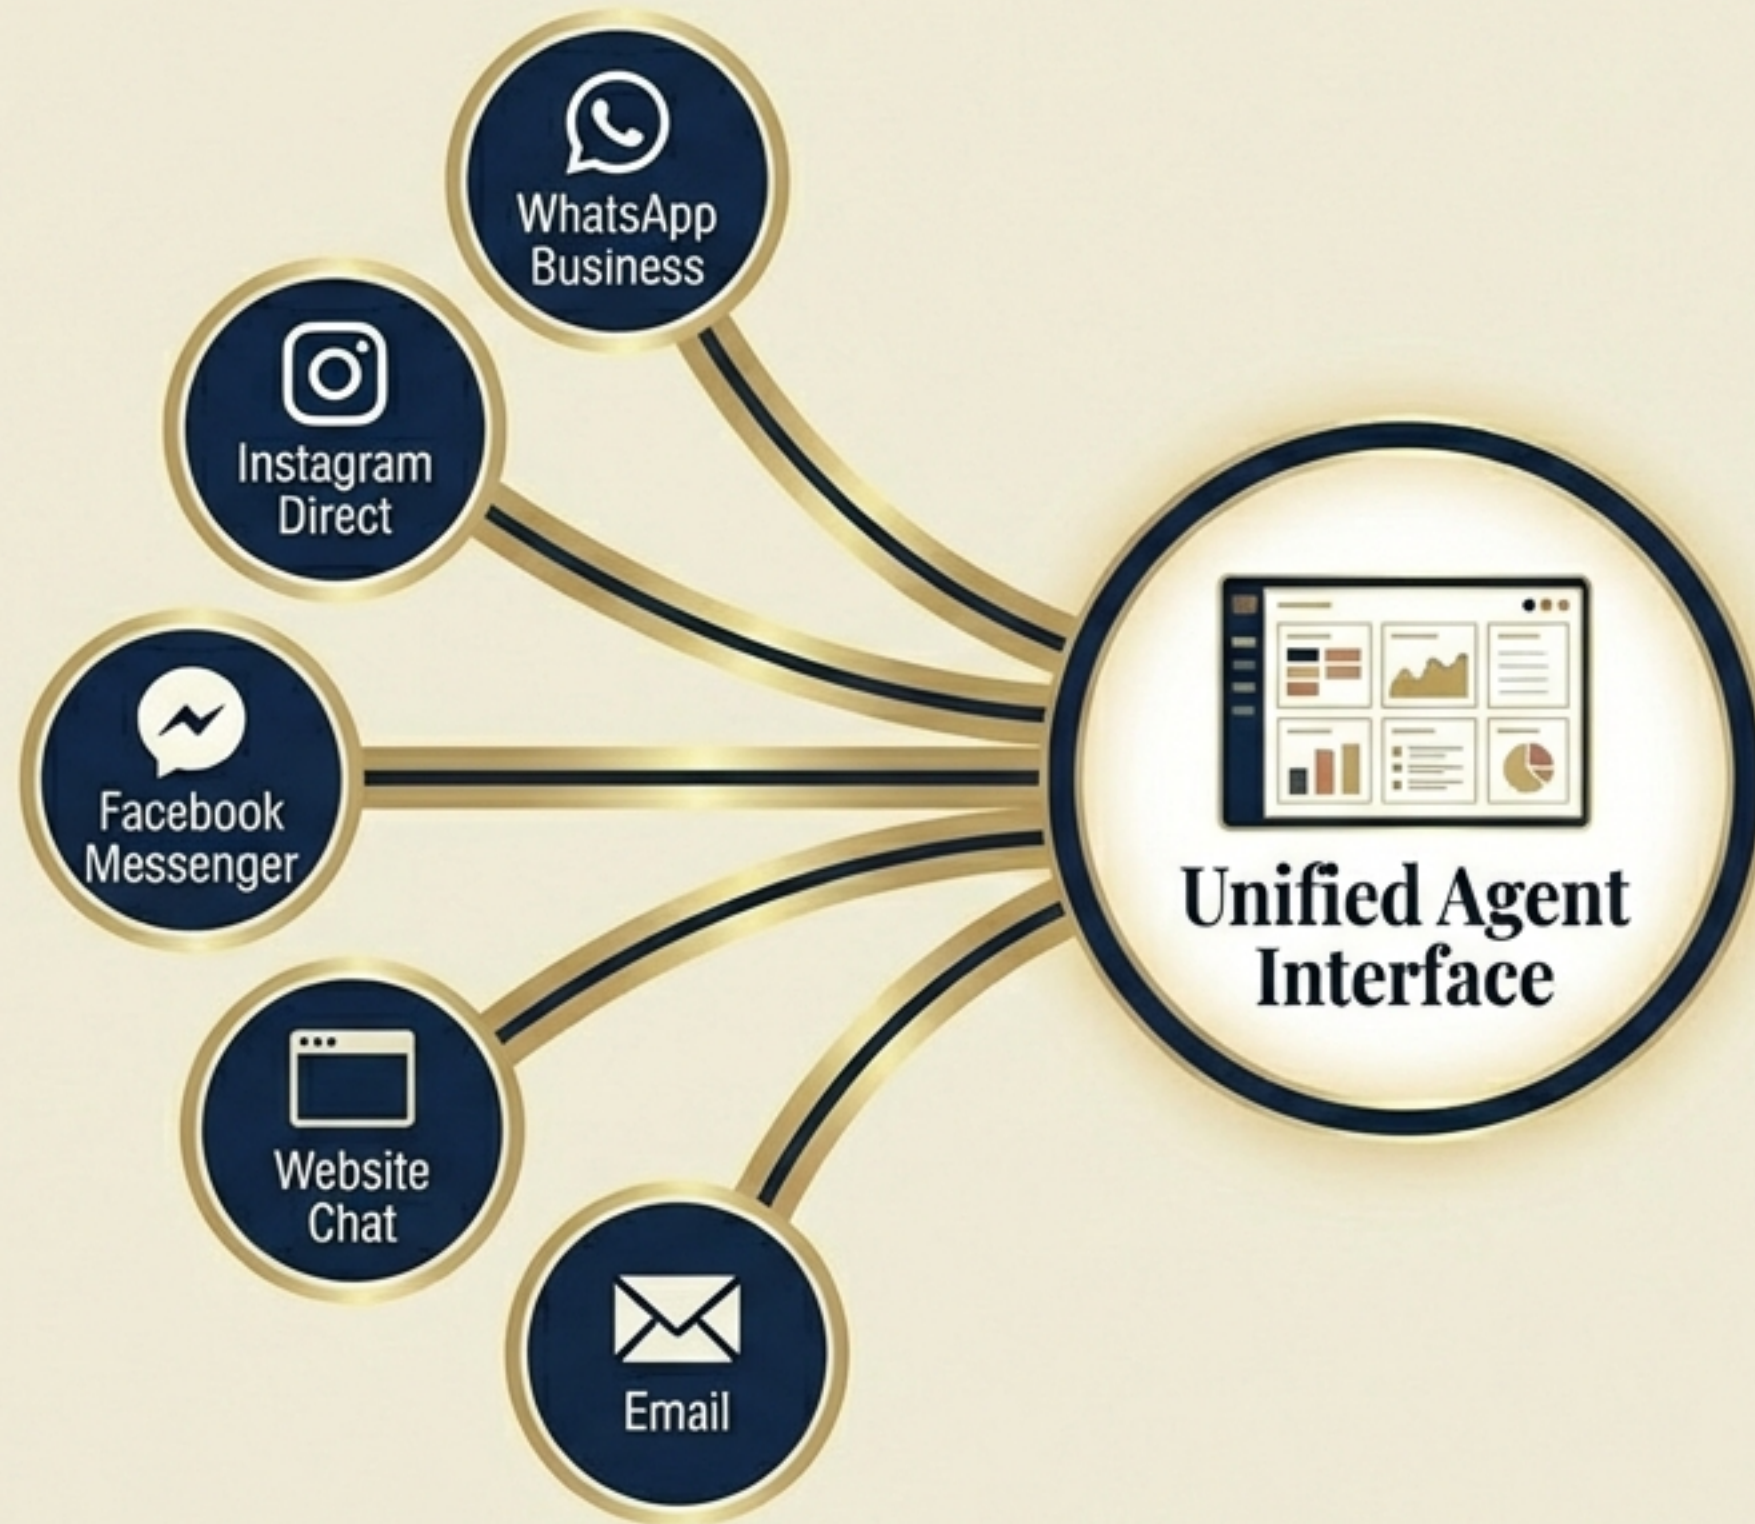 WhatsApp
Business
Instagram
Direct
Facebook
Messenger
Website
Chat
Email
Unified Agent
Interface